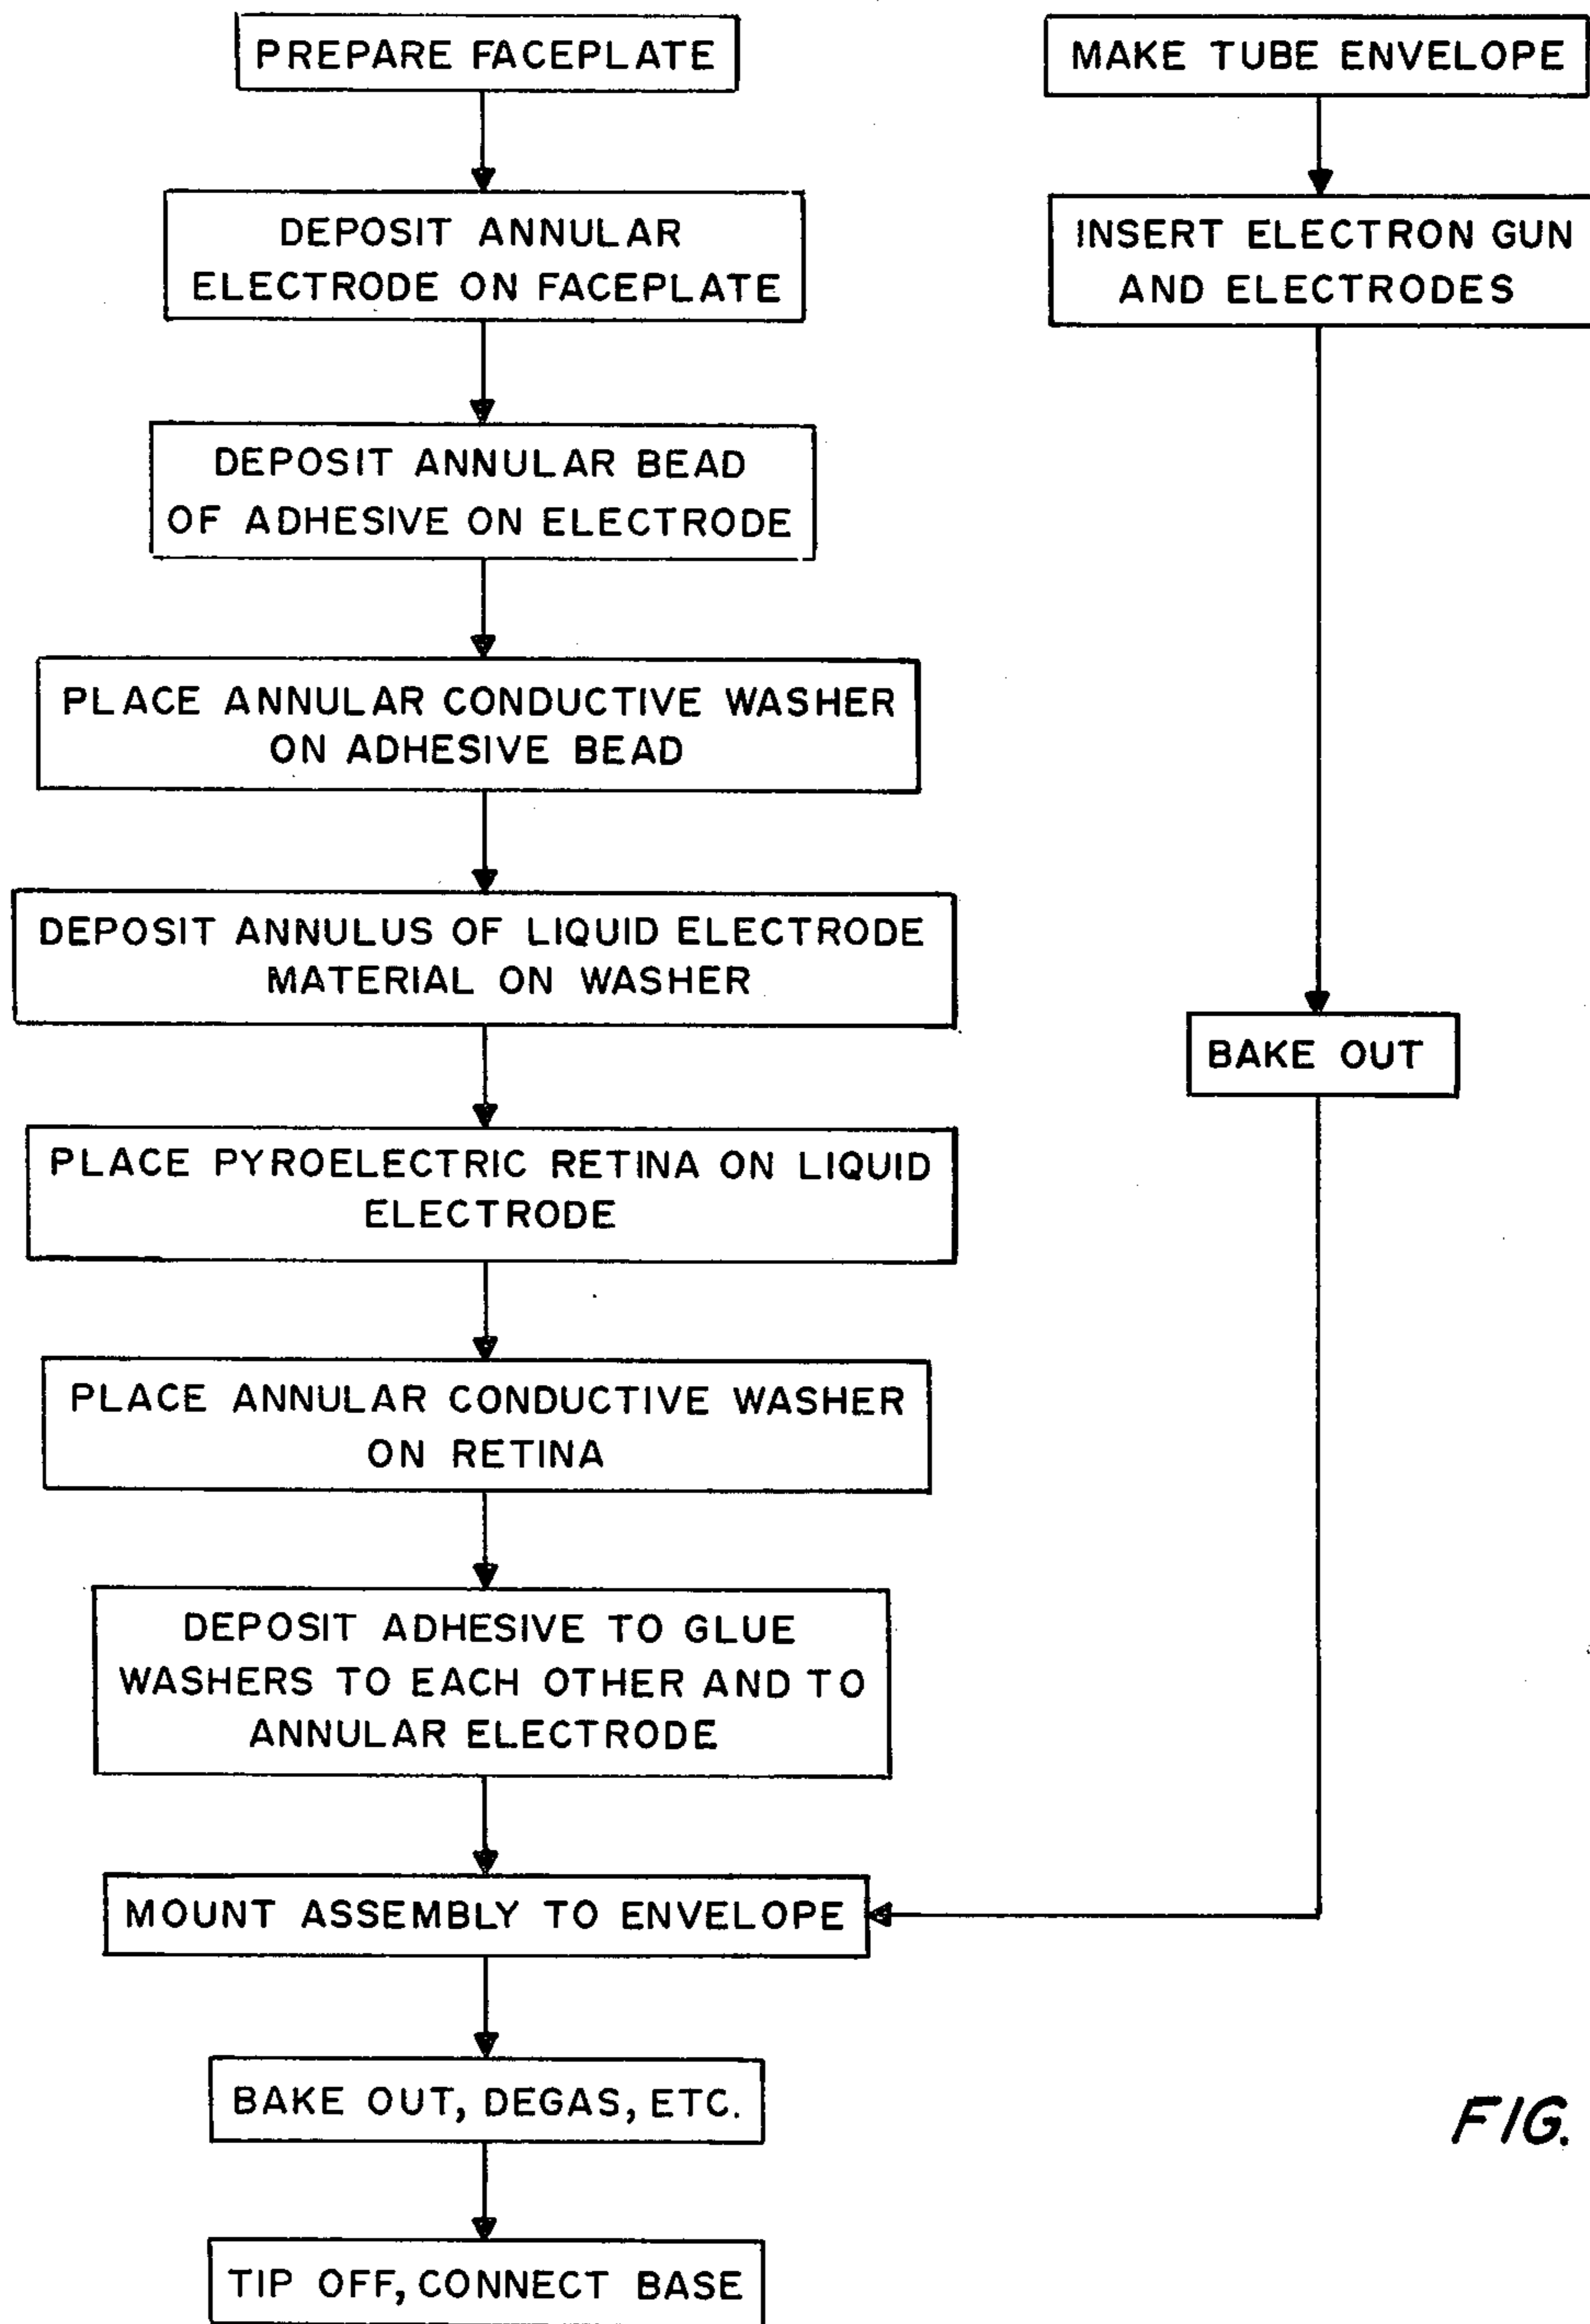 PREPARE FACEPLATE
DEPOSIT ANNULAR
ELECTRODE ON FACEPLATE
DEPOSIT ANNULAR BEAD
OF ADHESIVE ON ELECTRODE
PLACE ANNULAR CONDUCTIVE WASHER
ON ADHESIVE BEAD
DEPOSIT ANNULUS OF LIQUID ELECTRODE
MATERIAL ON WASHER
PLACE PYROELECTRIC RETINA ON LIQUID
ELECTRODE
PLACE ANNULAR CONDUCTIVE WASHER
ON RETINA
DEPOSIT ADHESIVE TO GLUE
WASHERS TO EACH OTHER AND TO
ANNULAR ELECTRODE
MOUNT ASSEMBLY TO ENVELOPE
BAKE OUT, DEGAS, ETC.
TIP OFF, CONNECT BASE
MAKE TUBE ENVELOPE
INSERT ELECTRON GUN
AND ELECTRODES
BAKE OUT
FIG.